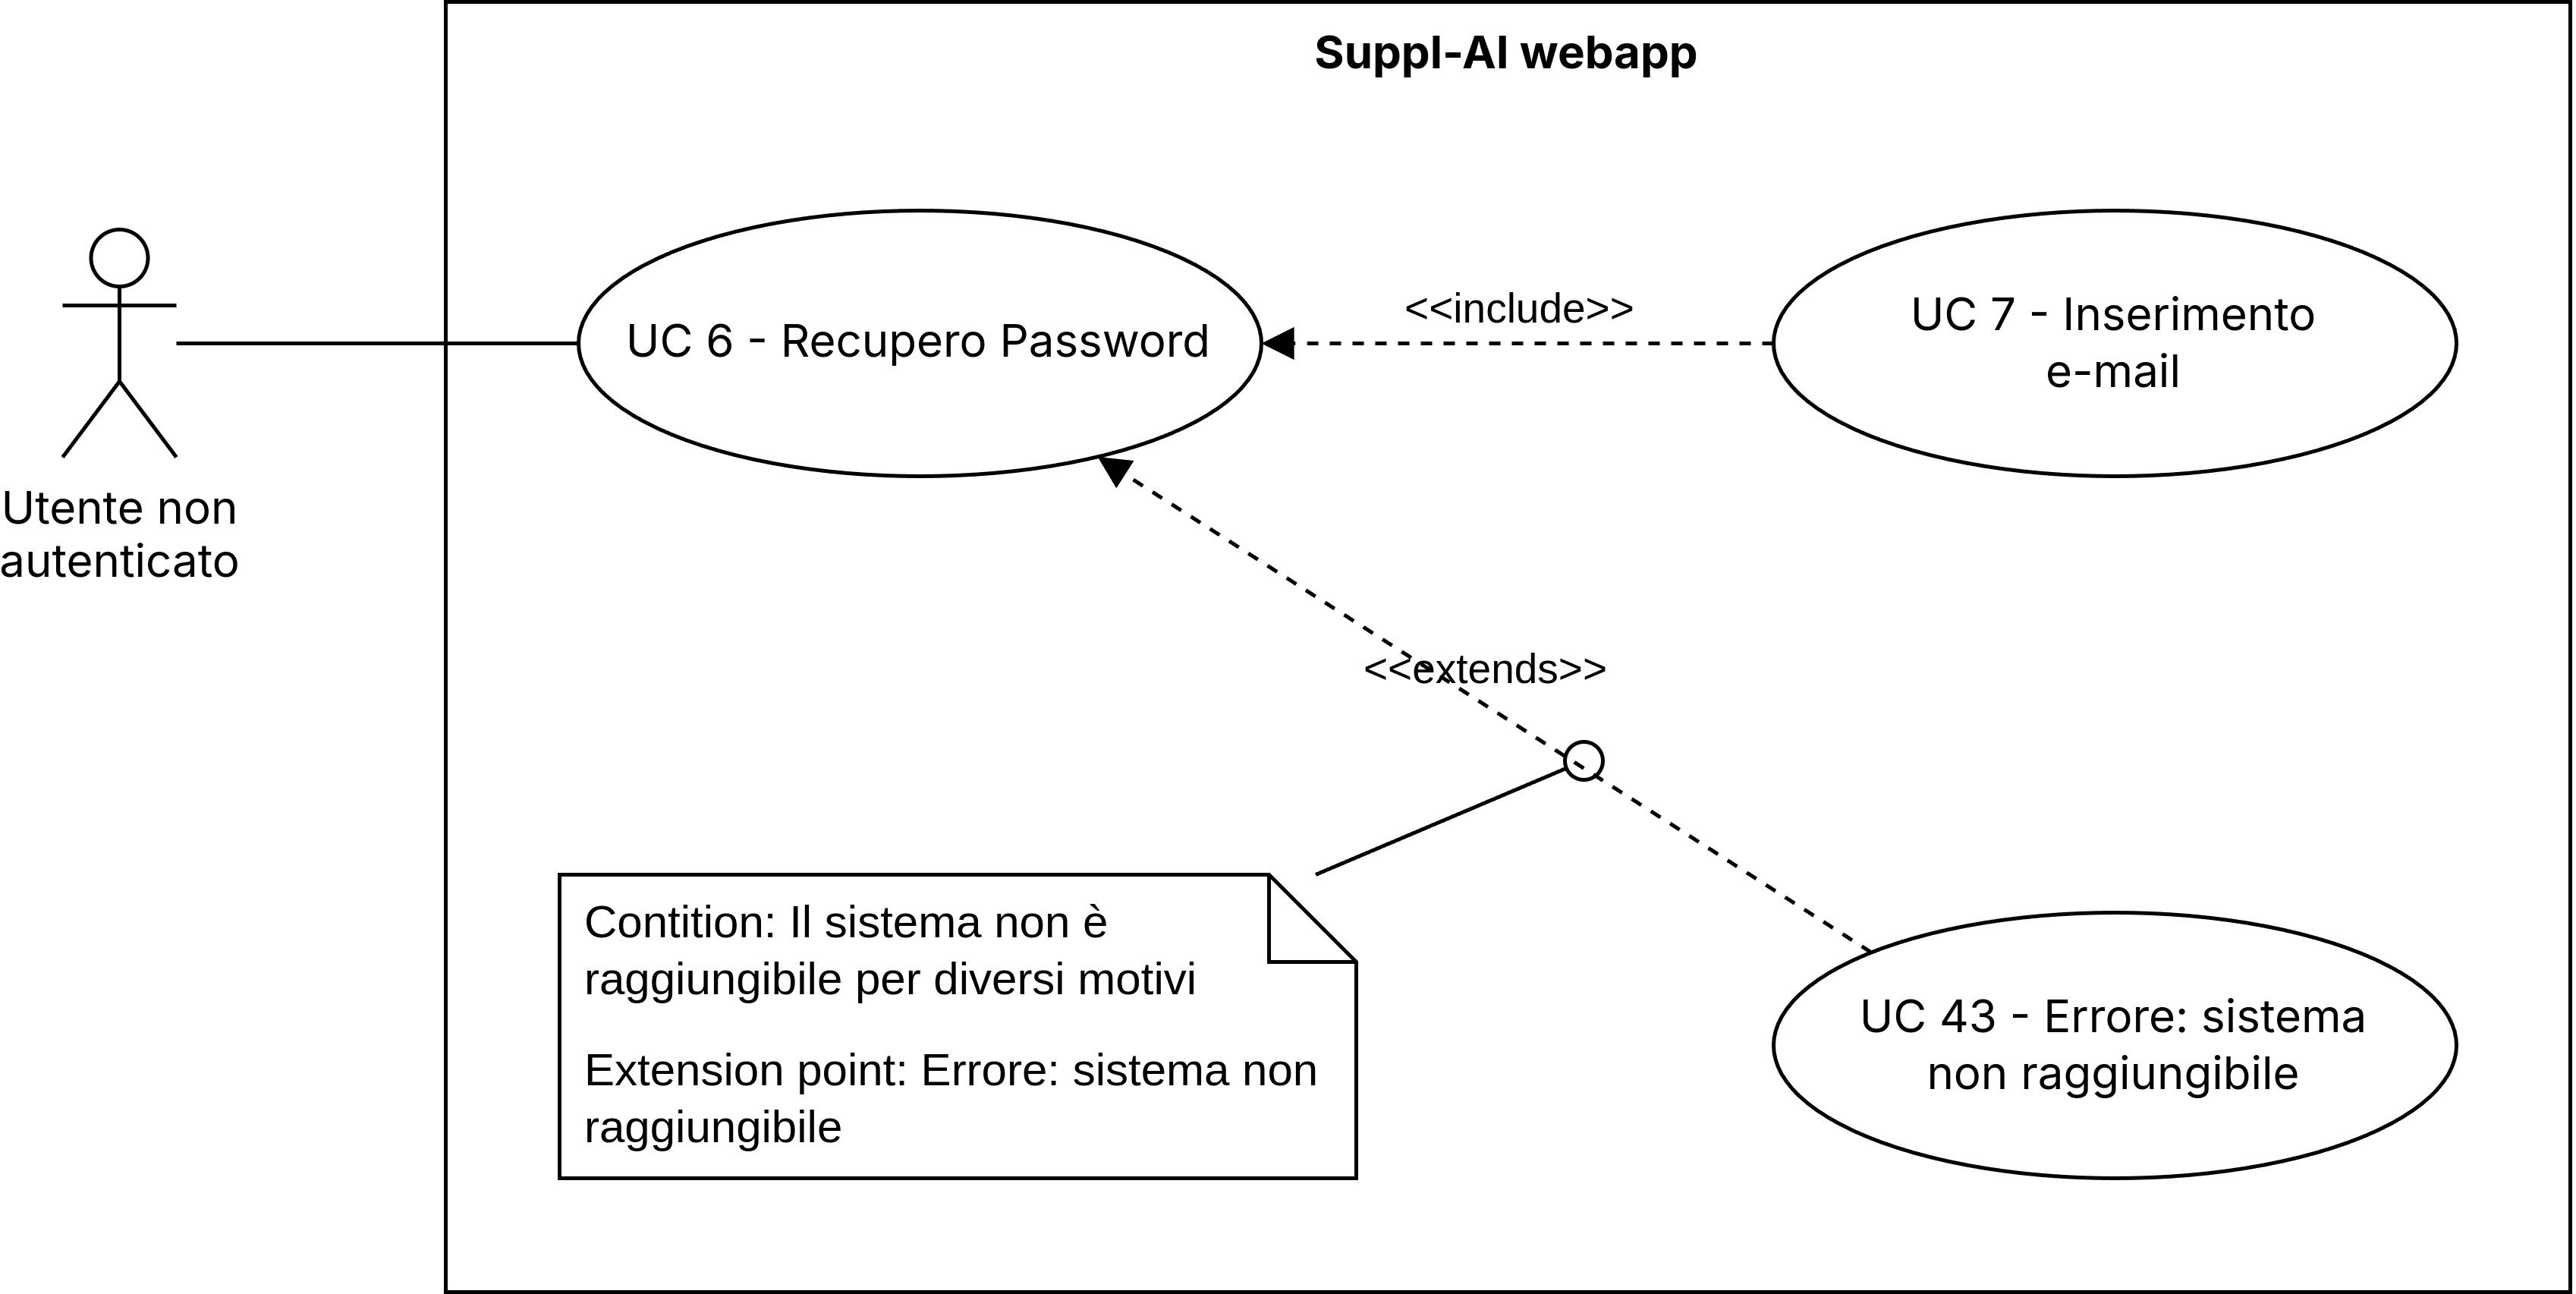 Suppl-AI webapp
UC 6 - Recupero Password
<<include>>
UC 7 - Inserimento
e-mail
Utente non
autenticato
<<extends>>
Contition: Il sistema non è
raggiungibile per diversi motivi
Extension point: Errore: sistema non
raggiungibile
UC 43 - Errore: sistema
non raggiungibile